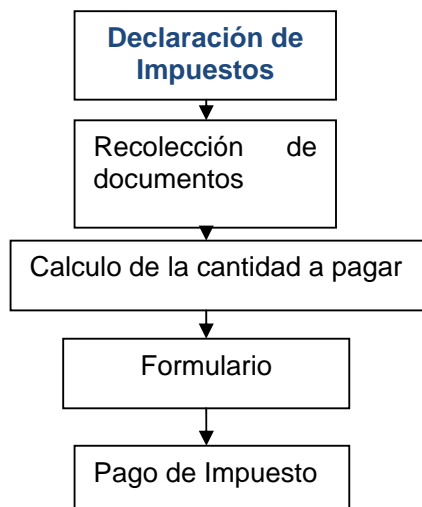 Declaración de
Impuestos
Recolección de
documentos
Calculo de la cantidad a pagar
Formulario
Pago de Impuesto